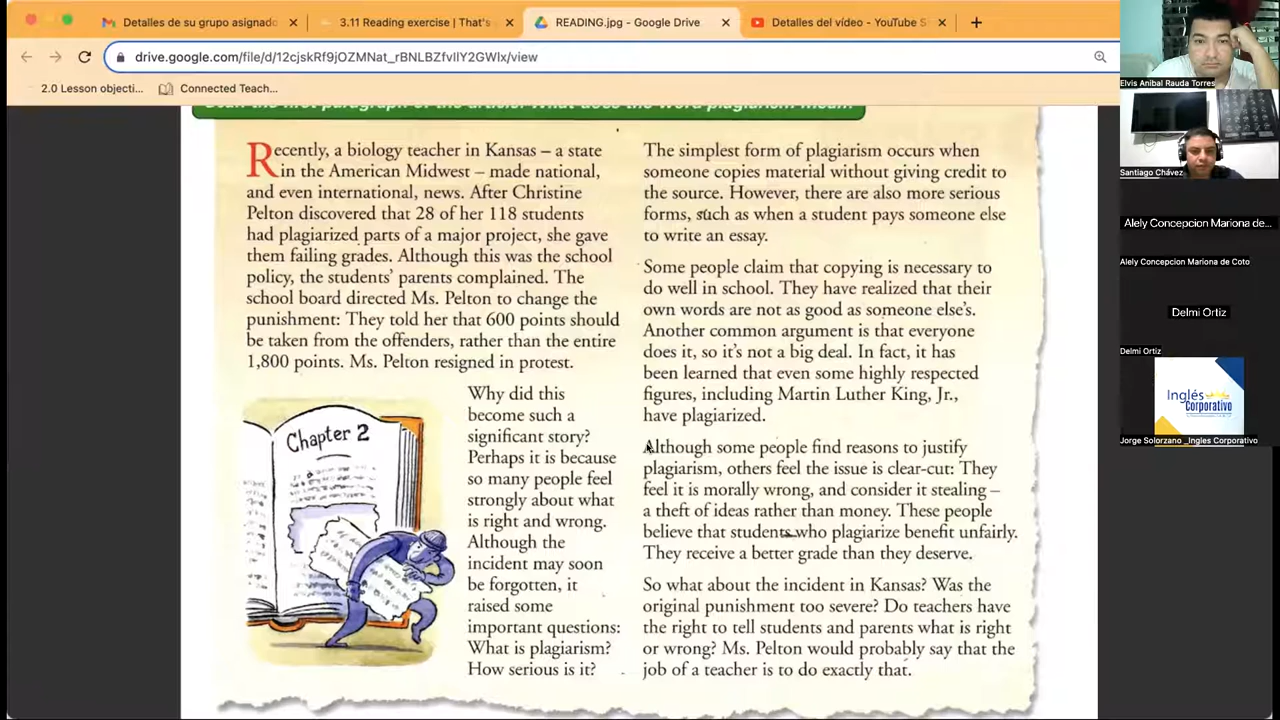 Detalles de su grupo asignado
3.11 Reading exercise | That's
READING.jpg - Google Drive
Detalles del vídeo - YouTube S
drive.google.com/file/d/12cjskRf9jOZMNat_rBNLBZfvlIY2GWIx/view
2.0 Lesson objecti...
Connected Teach...
Recently, a biology teacher in Kansas – a state
in the American Midwest – made national,
and even international, news. After Christine
Pelton discovered that 28 of her 118 students
had plagiarized parts of a major project, she gave
them failing grades. Although this was the school
policy, the students' parents complained. The
school board directed Ms. Pelton to change the
punishment: They told her that 600 points should
be taken from the offenders, rather than the entire
1,800 points. Ms. Pelton resigned in protest.
Chapter 2
Why did this
become such a
significant story?
Perhaps it is because
so many people feel
strongly about what
is right and wrong.
Although the
incident may soon
be forgotten, it
raised some
important questions:
What is plagiarism?
How serious is it?
The simplest form of plagiarism occurs when
someone copies material without giving credit to
the source. However, there are also more serious
forms, such as when a student pays someone else
to write an essay.
Some people claim that copying is necessary to
do well in school. They have realized that their
own words are not as good as someone else's.
Another common argument is that everyone
does it, so it's not a big deal. In fact, it has
been learned that even some highly respected
figures, including Martin Luther King, Jr.,
have plagiarized.
Although some people find reasons to justify
plagiarism, others feel the issue is clear-cut: They
feel it is morally wrong, and consider it stealing –
a theft of ideas rather than money. These people
believe that students who plagiarize benefit unfairly.
They receive a better grade than they deserve.
So what about the incident in Kansas? Was the
original punishment too severe? Do teachers have
the right to tell students and parents what is right
or wrong? Ms. Pelton would probably say that the
job of a teacher is to do exactly that.
Elvis Anibal Rauda Torres
Santiago Chávez
Alely Concepcion Mariona de...
Alely Concepcion Mariona de Coto
Delmi Ortiz
Delmi Ortiz
Inglés
Corporativo
Jorge Solorzano _Ingles Corporativo